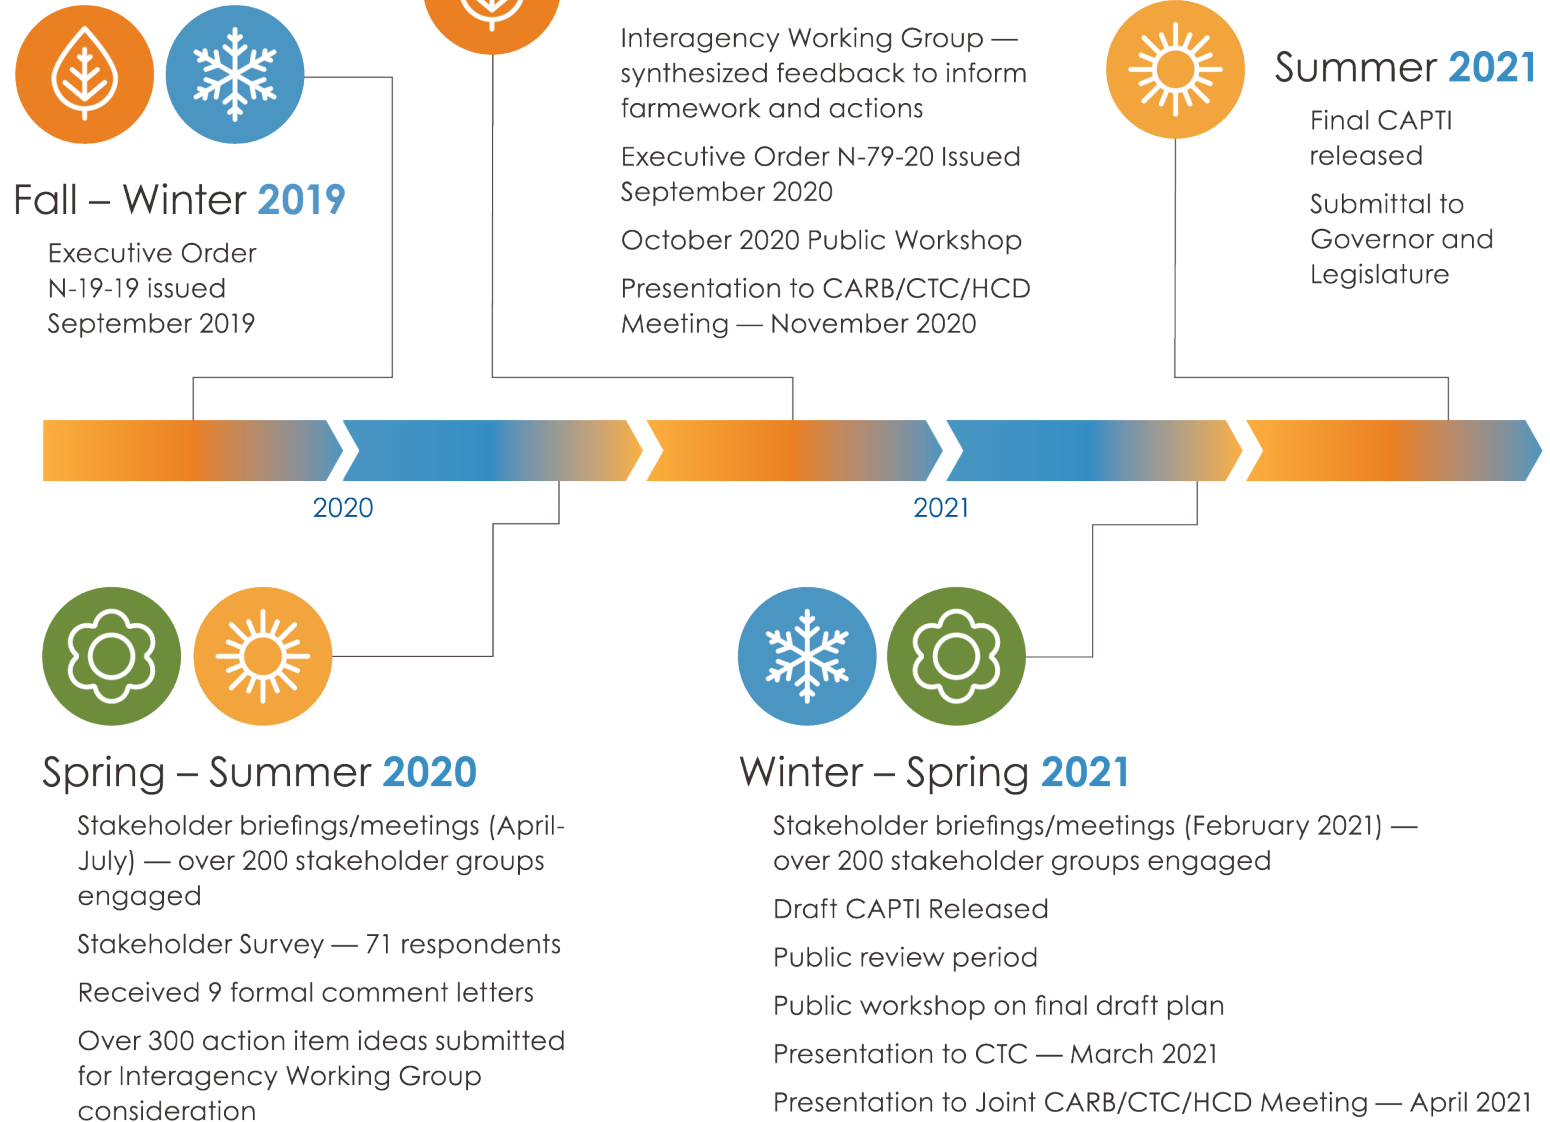 Fall – Winter 2019
Executive Order
N-19-19 issued
September 2019
Interagency Working Group —
synthesized feedback to inform
farmework and actions
Executive Order N-79-20 Issued
September 2020
October 2020 Public Workshop
Presentation to CARB/CTC/HCD
Meeting — November 2020
Summer 2021
Final CAPTI
released
Submittal to
Governor and
Legislature
2020
2021
Spring – Summer 2020
Stakeholder briefings/meetings (April-
July) — over 200 stakeholder groups
engaged
Stakeholder Survey — 71 respondents
Received 9 formal comment letters
Over 300 action item ideas submitted
for Interagency Working Group
consideration
Winter – Spring 2021
Stakeholder briefings/meetings (February 2021) —
over 200 stakeholder groups engaged
Draft CAPTI Released
Public review period
Public workshop on final draft plan
Presentation to CTC — March 2021
Presentation to Joint CARB/CTC/HCD Meeting — April 2021